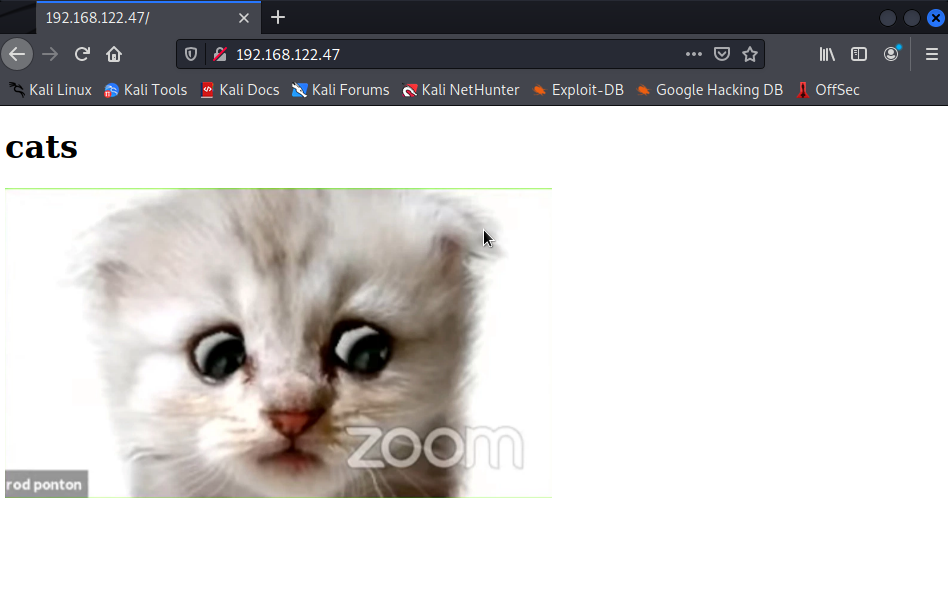 192.168.122.47/
192.168.122.47
Kali Linux Kali Tools Kali Docs Kali Forums Kali NetHunter Exploit-DB Google Hacking DB OffSec
cats
zoom
rod ponton